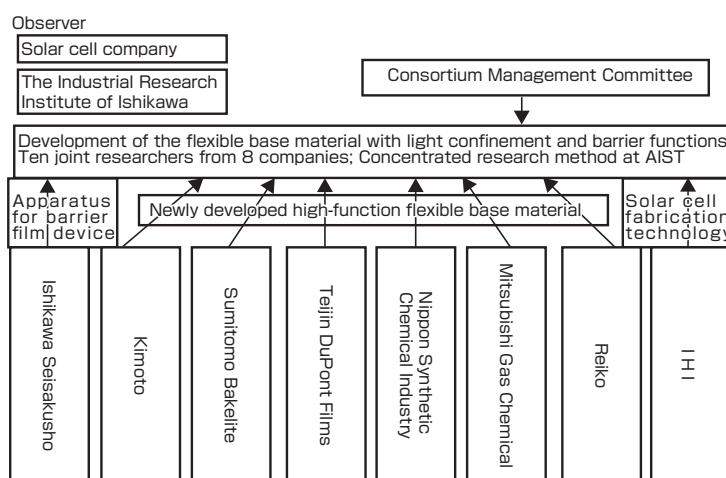 Observer
Solar cell company
The Industrial Research
Institute of Ishikawa
Consortium Management Committee
Development of the flexible base material with light confinement and barrier functions
Ten joint researchers from 8 companies; Concentrated research method at AIST
Apparatus
for barrier
film device
Newly developed high-function flexible base material
Solar cell
fabrication
technology
Ishikawa Seisakusho
Kimoto
Sumitomo Bakelite
Teijin DuPont Films
Nippon Synthetic
Chemical Industry
Mitsubishi Gas Chemical
Reiko
IHI